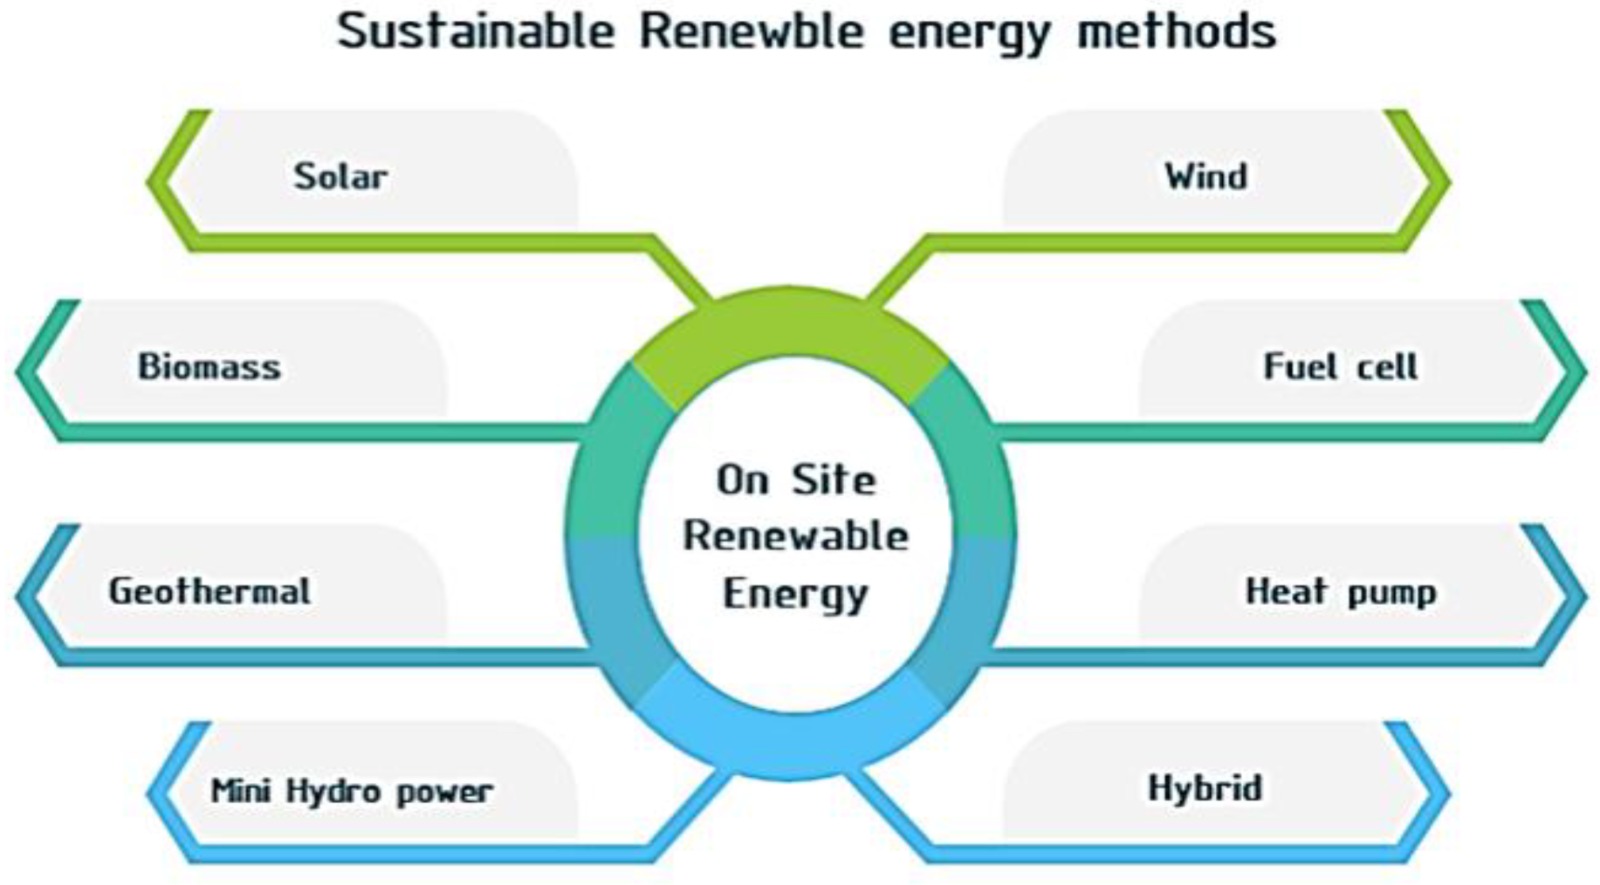 Sustainable Renewble energy methods
Solar
Wind
Biomass
Fuel cell
On Site
Renewable
Energy
Geothermal
Heat pump
Mini Hydro power
Hybrid